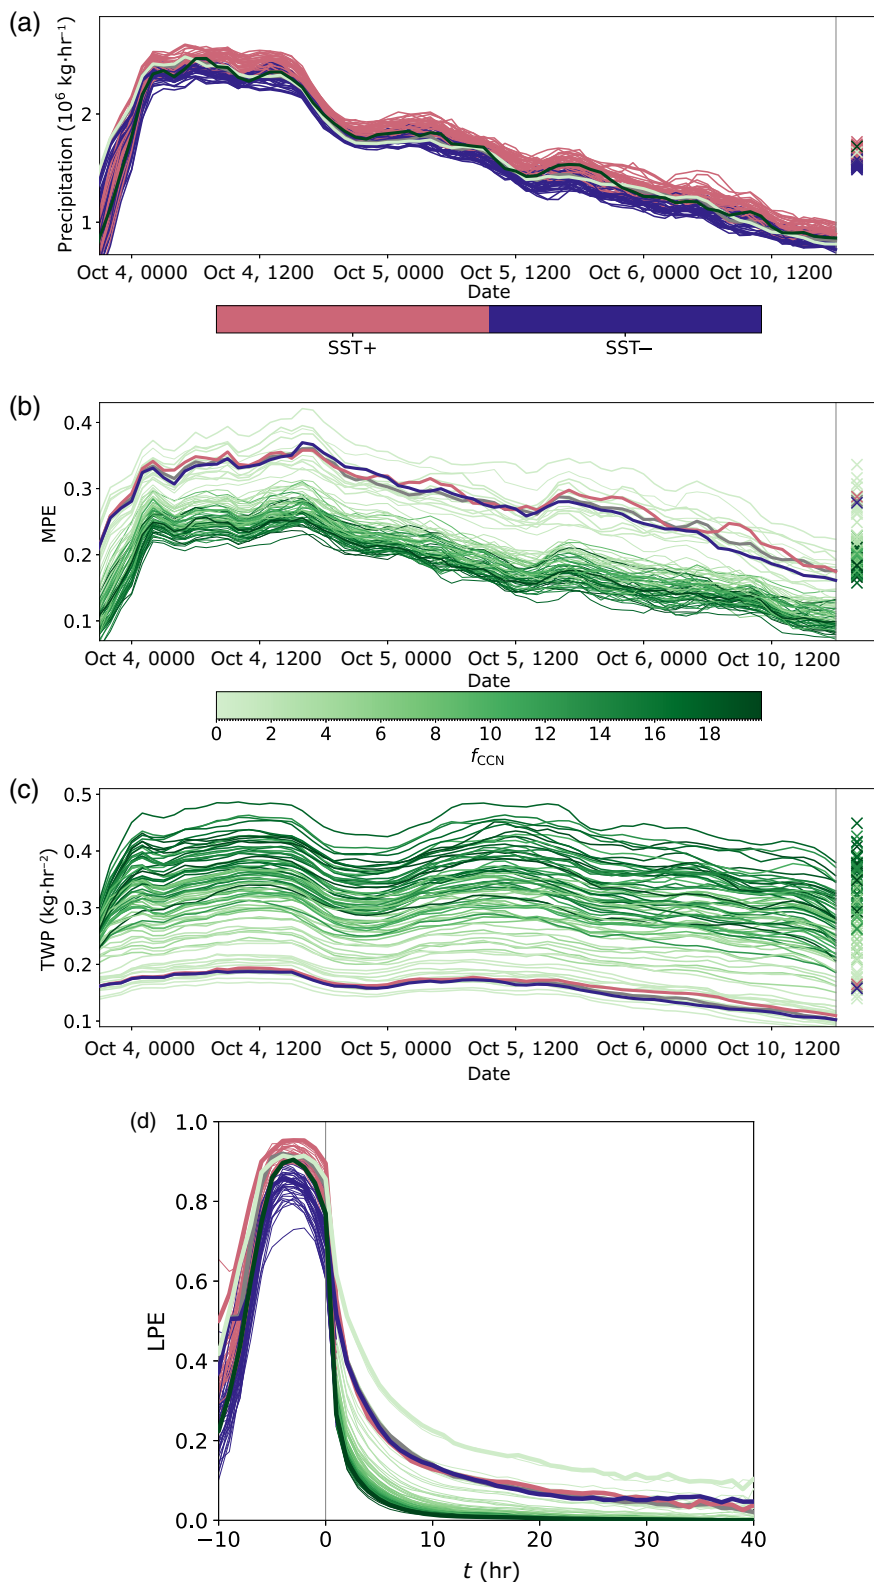 (a)
Precipitation (10⁶ kg·hr⁻¹)
2
1
Oct 4, 0000 Oct 4, 1200 Oct 5, 0000 Oct 5, 1200 Oct 6, 0000 Oct 10, 1200
Date
SST+ SST−
(b)
MPE
0.4
0.3
0.2
0.1
Oct 4, 0000 Oct 4, 1200 Oct 5, 0000 Oct 5, 1200 Oct 6, 0000 Oct 10, 1200
Date
0 2 4 6 8 10 12 14 16 18
f_CCN
(c)
TWP (kg·hr⁻²)
0.5
0.4
0.3
0.2
0.1
Oct 4, 0000 Oct 4, 1200 Oct 5, 0000 Oct 5, 1200 Oct 6, 0000 Oct 10, 1200
Date
(d)
LPE
1.0
0.8
0.6
0.4
0.2
0.0
−10 0 10 20 30 40
t (hr)